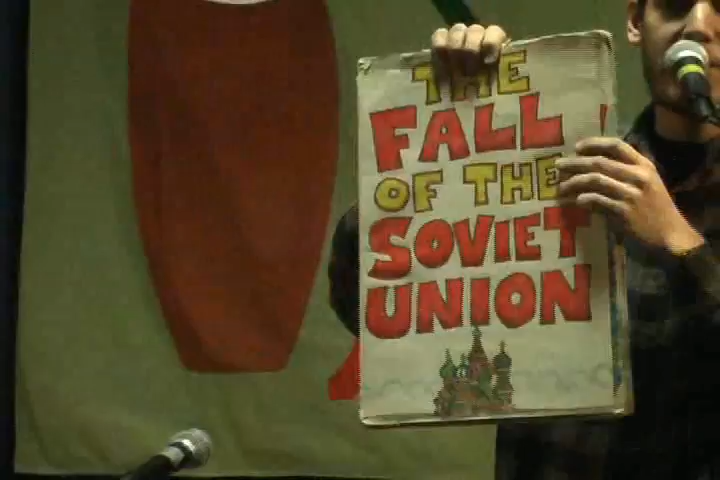 THE
FALL
OF THE
SOVIET
UNION